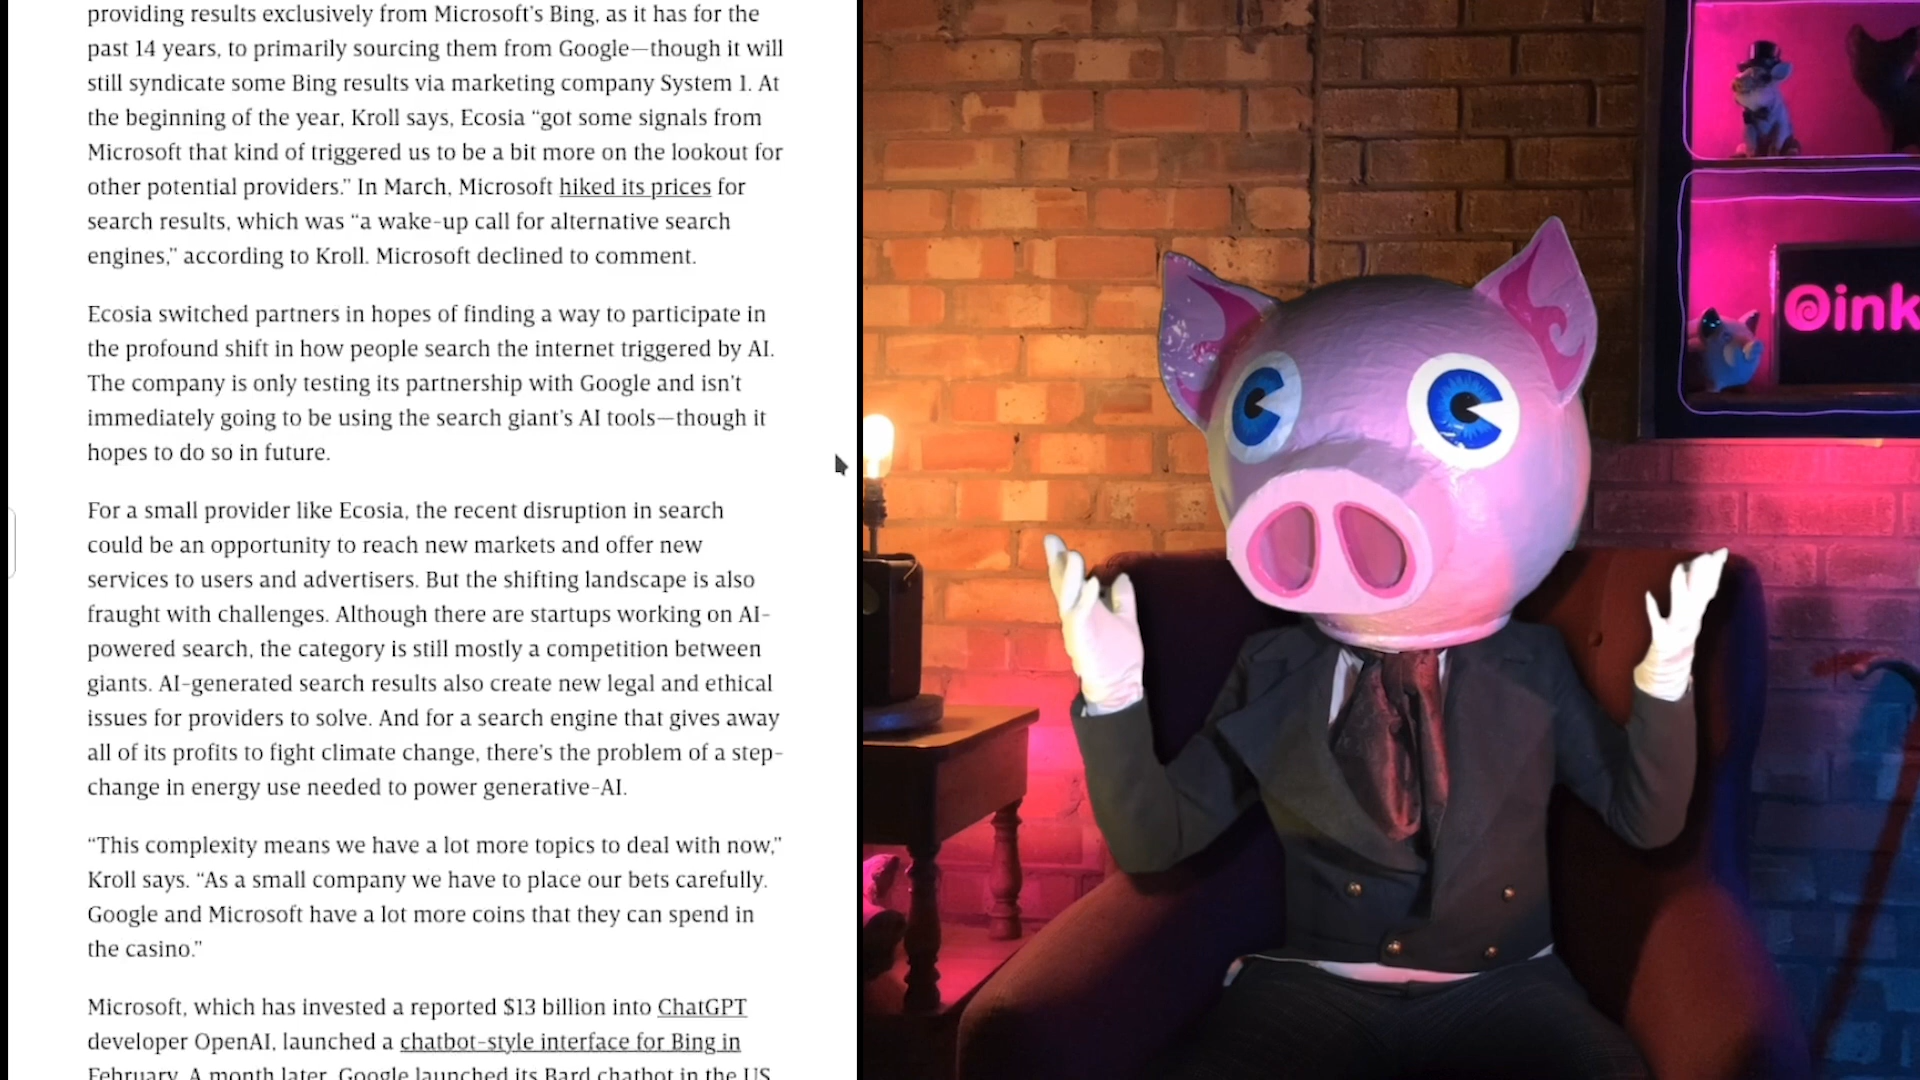 providing results exclusively from Microsoft's Bing, as it has for the
past 14 years, to primarily sourcing them from Google—though it will
still syndicate some Bing results via marketing company System 1. At
the beginning of the year, Kroll says, Ecosia “got some signals from
Microsoft that kind of triggered us to be a bit more on the lookout for
other potential providers.” In March, Microsoft hiked its prices for
search results, which was “a wake-up call for alternative search
engines,” according to Kroll. Microsoft declined to comment.
Ecosia switched partners in hopes of finding a way to participate in
the profound shift in how people search the internet triggered by AI.
The company is only testing its partnership with Google and isn't
immediately going to be using the search giant's AI tools—though it
hopes to do so in future.
For a small provider like Ecosia, the recent disruption in search
could be an opportunity to reach new markets and offer new
services to users and advertisers. But the shifting landscape is also
fraught with challenges. Although there are startups working on AI-
powered search, the category is still mostly a competition between
giants. AI-generated search results also create new legal and ethical
issues for providers to solve. And for a search engine that gives away
all of its profits to fight climate change, there's the problem of a step-
change in energy use needed to power generative-AI.
“This complexity means we have a lot more topics to deal with now,”
Kroll says. “As a small company we have to place our bets carefully.
Google and Microsoft have a lot more coins that they can spend in
the casino.”
Microsoft, which has invested a reported $13 billion into ChatGPT
developer OpenAI, launched a chatbot-style interface for Bing in
February. A month later, Google launched its Bard chatbot in the US
Oink